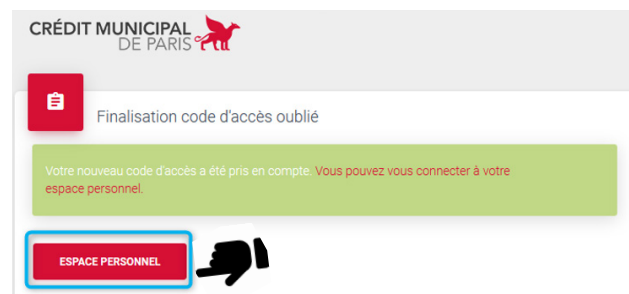 CRÉDIT MUNICIPAL
DE PARIS
Finalisation code d'accès oublié
Votre nouveau code d'accès a été pris en compte. Vous pouvez vous connecter à votre
espace personnel.
ESPACE PERSONNEL